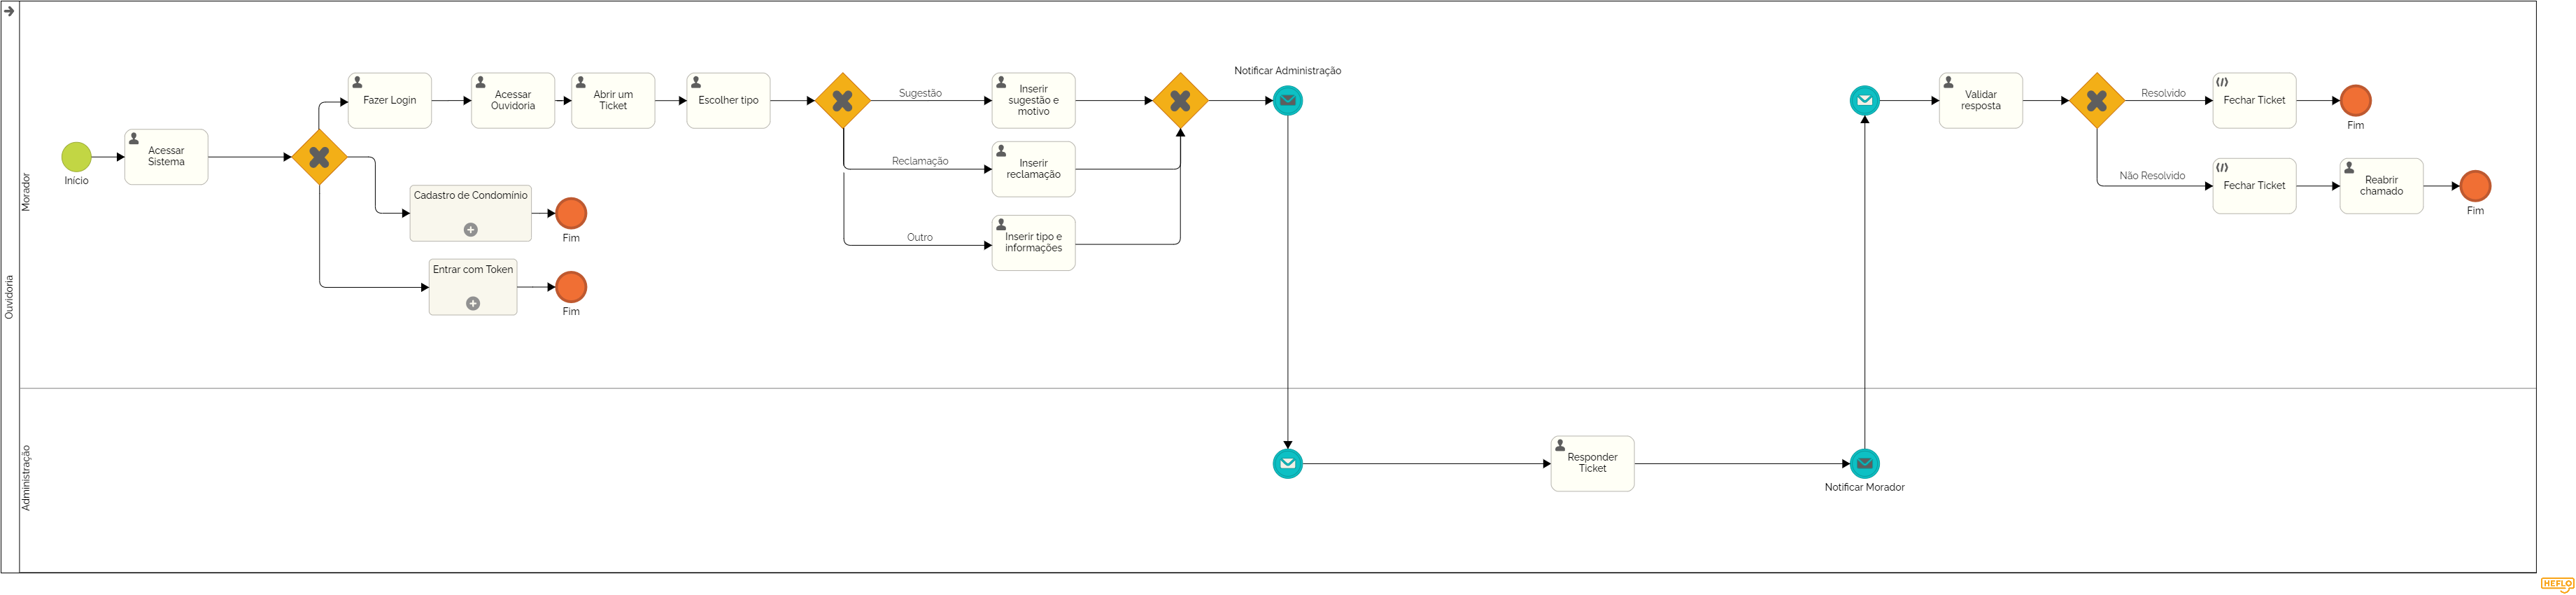 Ouvidoria
Morador
Início
Acessar
Sistema
Fazer Login
Acessar
Ouvidoria
Abrir um
Ticket
Escolher tipo
Cadastro de Condomínio
Fim
Entrar com Token
Fim
Sugestão
Reclamação
Outro
Inserir
sugestão e
motivo
Inserir
reclamação
Inserir tipo e
informações
Notificar Administração
Validar
resposta
Resolvido
Não Resolvido
Fechar Ticket
Fim
Fechar Ticket
Reabrir
chamado
Fim
Administração
Responder
Ticket
Notificar Morador
HEFLO